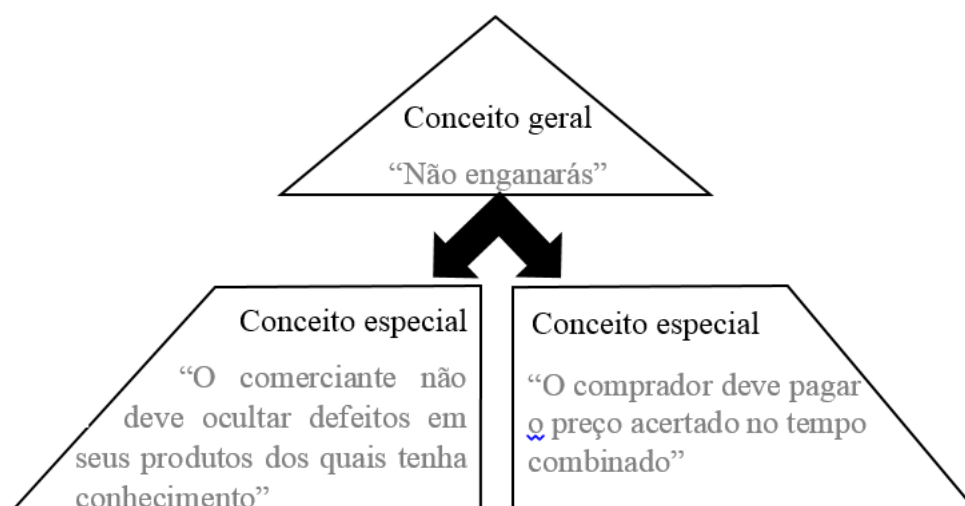 Conceito geral
“Não enganarás”
Conceito especial
“O comerciante não
deve ocultar defeitos em
seus produtos dos quais tenha
conhecimento”
Conceito especial
“O comprador deve pagar
o preço acertado no tempo
combinado”